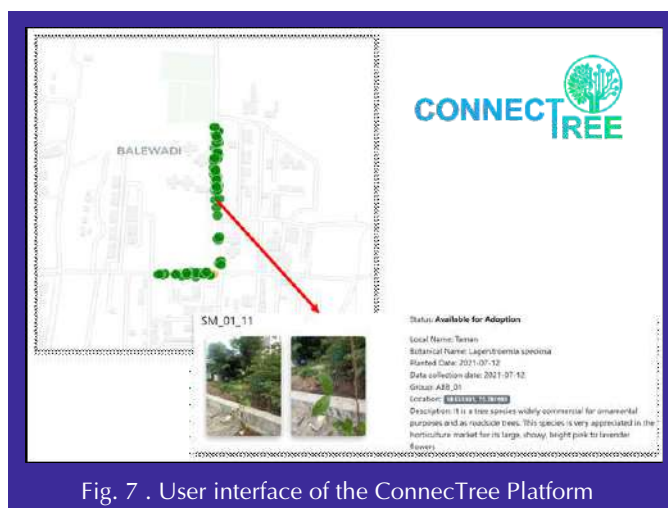 BALEWADI
CONNECTREE
SM_01_11
Status: Available for Adoption
Local Name: Taman
Botanical Name: Lagerstroemia speciosa
Planted Date: 2021-07-12
Data collection date: 2021-07-12
Group: AEB_01
Location:
Description: It is a tree species widely commercial for ornamental
purposes and as roadside trees. This species is very appreciated in the
horticulture market for its large, showy, bright pink to lavender
flowers
Fig. 7 . User interface of the ConnecTree Platform